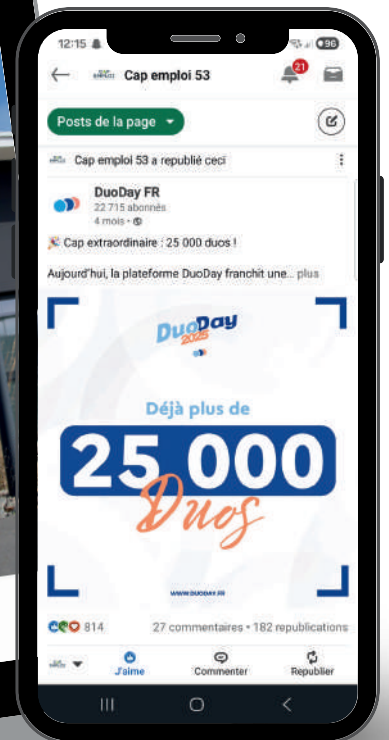 12:15
96
Cap emploi 53
21
Posts de la page
Cap emploi 53 a republié ceci
DuoDay FR
22 715 abonnés
4 mois •
Cap extraordinaire : 25 000 duos !
Aujourd'hui, la plateforme DuoDay franchit une... plus
DuoDay
2025
Déjà plus de
25 000
Duos
WWW.DUODAY.FR
814
27 commentaires • 182 republications
J'aime
Commenter
Republier